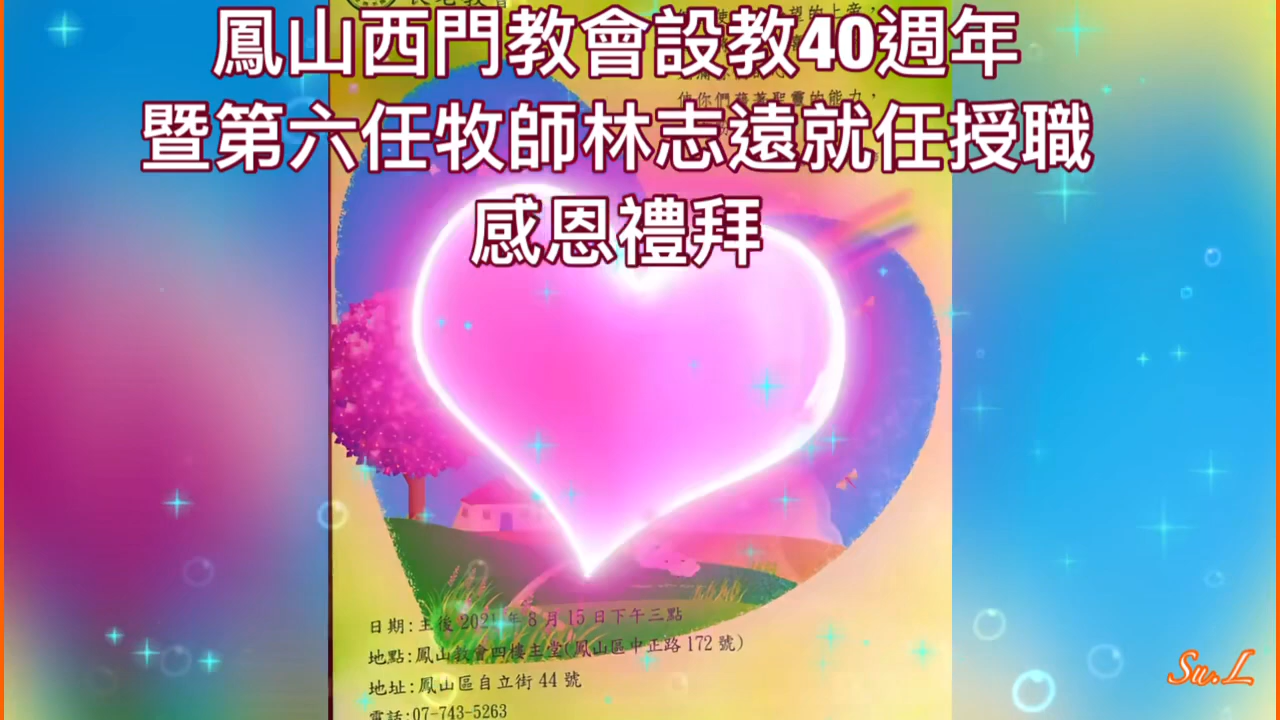 鳳山西門教會設教40週年
暨第六任牧師林志遠就任授職
感恩禮拜
使你們藉著聖靈的能力，
日期:主後2021年8月15日下午三點
地點:鳳山教會四樓主堂(鳳山區中正路172號)
地址:鳳山區自立街44號
電話:07-743-5263
Su.L